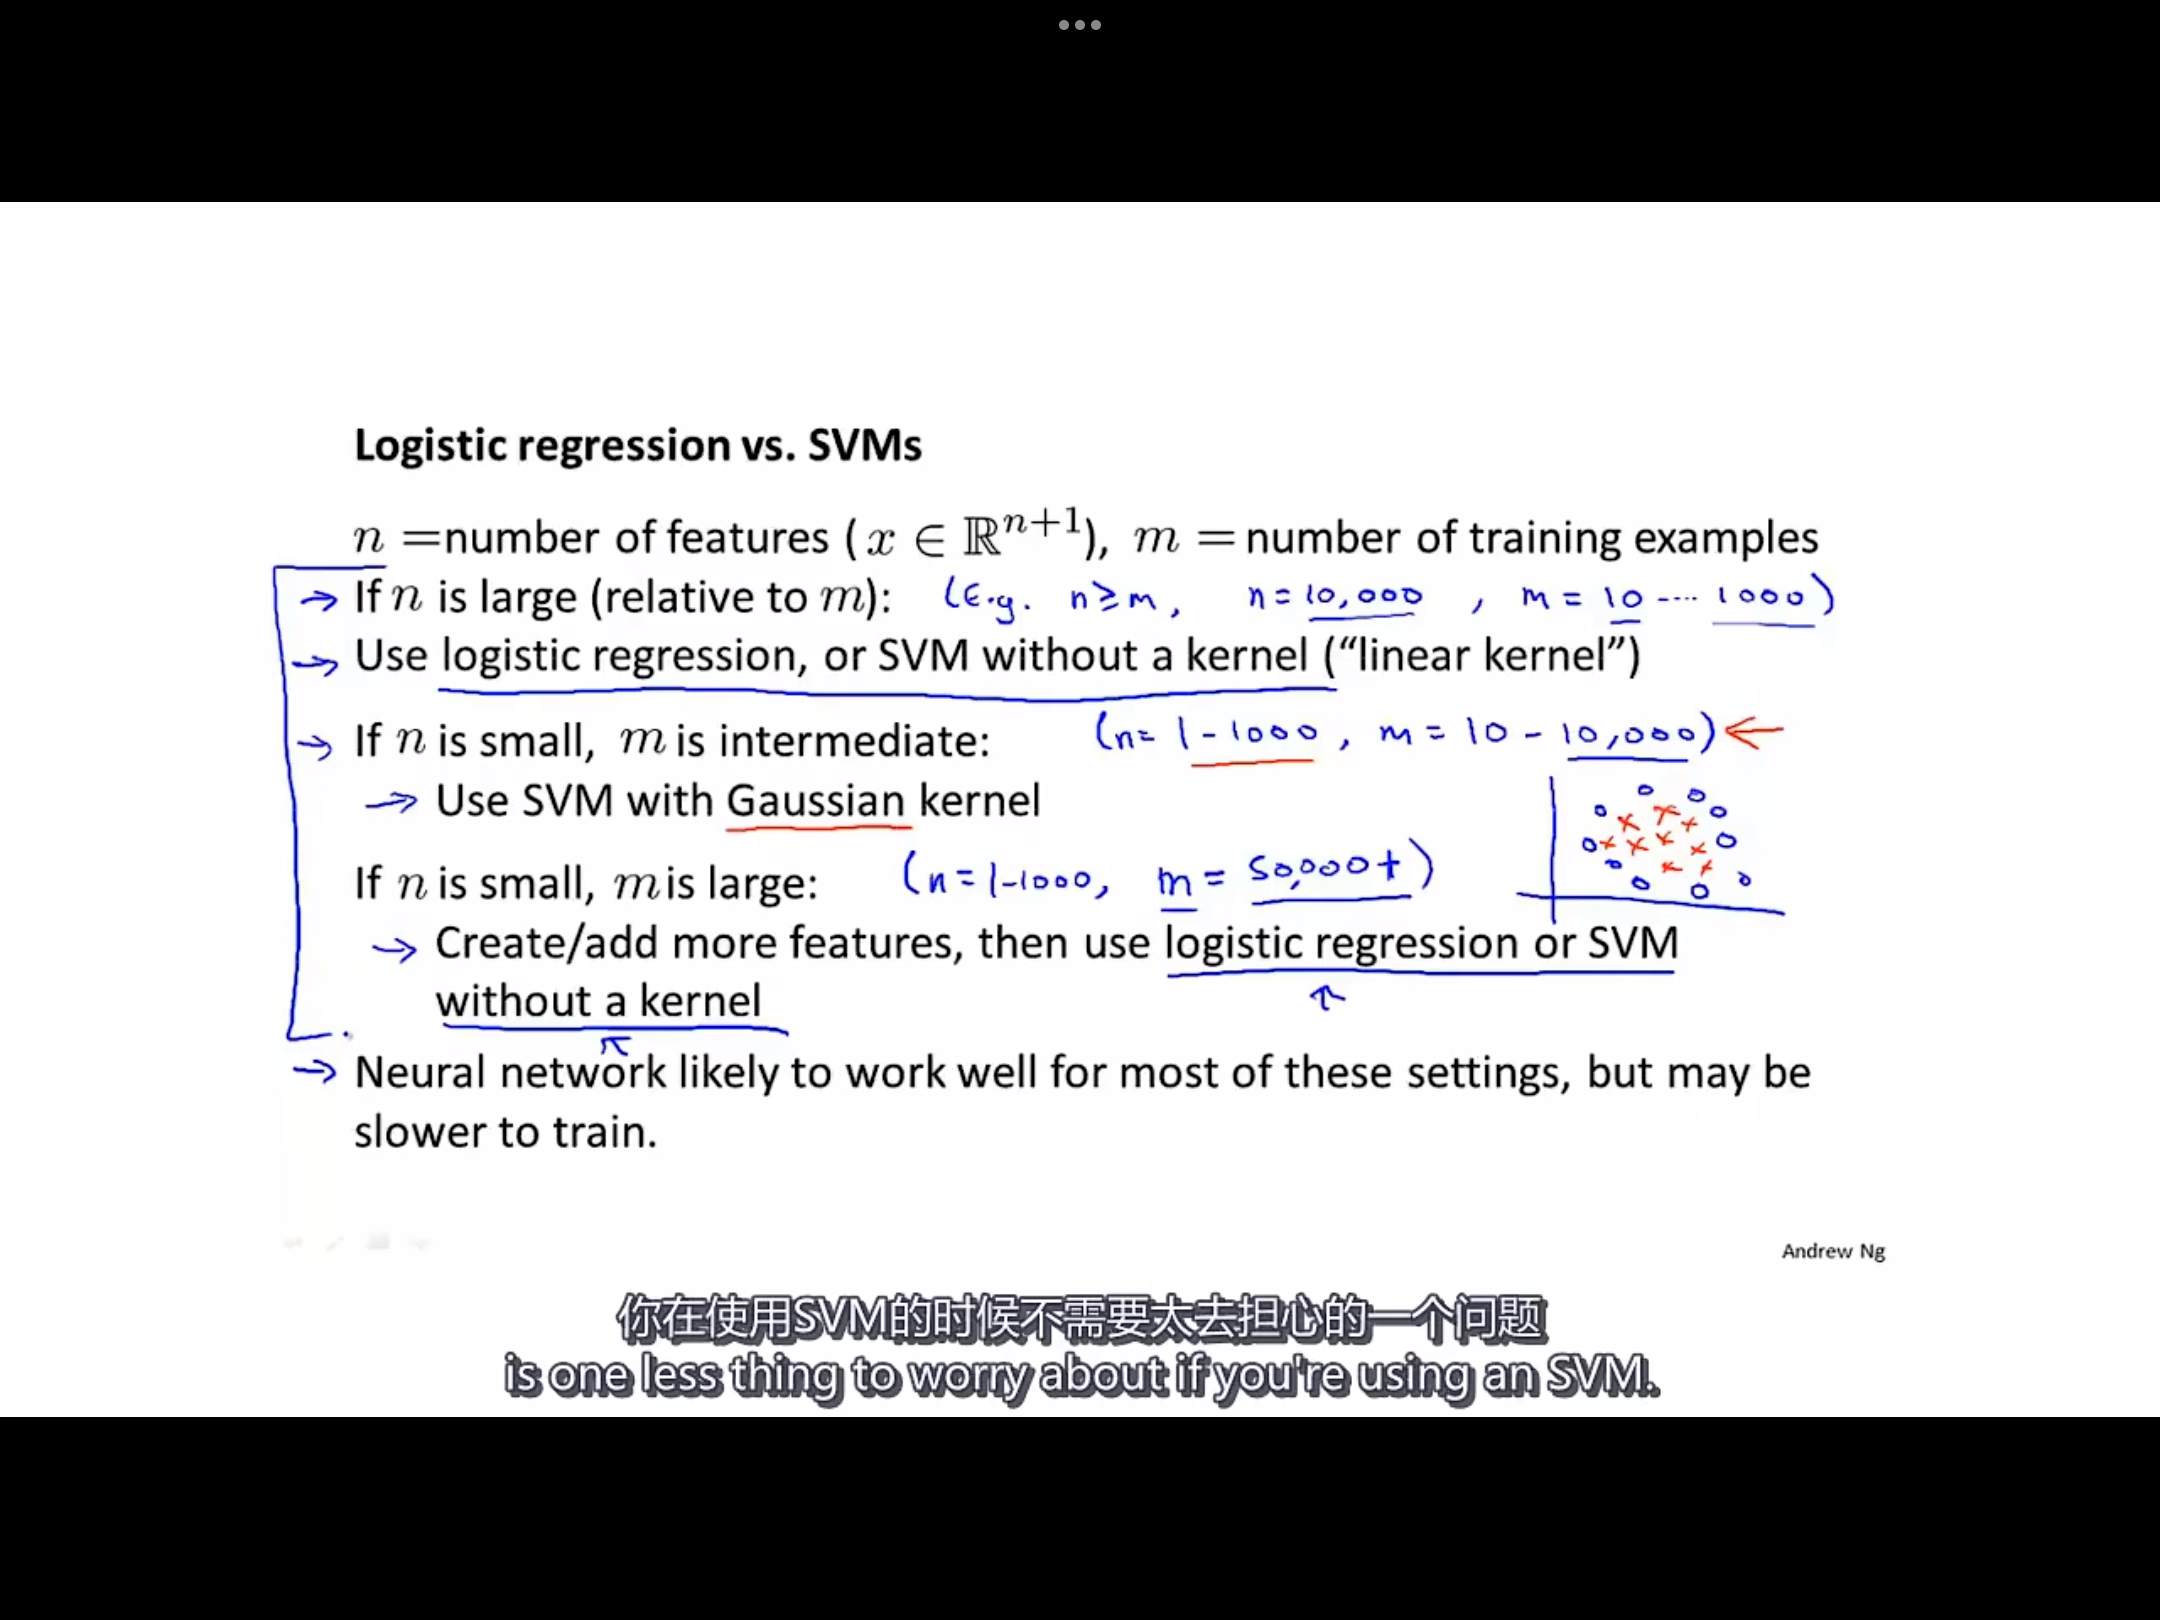 Logistic regression vs. SVMs
n =number of features ( x ∈ ℝⁿ⁺¹), m = number of training examples
→ If n is large (relative to m): (E.g. n ≥ m, n = 10,000, m = 10 ---- 1000)
→ Use logistic regression, or SVM without a kernel (“linear kernel”)
→ If n is small, m is intermediate: (n= 1 - 1000, m = 10 - 10,000) ←
→ Use SVM with Gaussian kernel
If n is small, m is large: (n = 1-1000, m = 50,000+)
→ Create/add more features, then use logistic regression or SVM
without a kernel
→ Neural network likely to work well for most of these settings, but may be
slower to train.
Andrew Ng
你在使用SVM的时候不需要太去担心的一个问题
is one less thing to worry about if you're using an SVM.